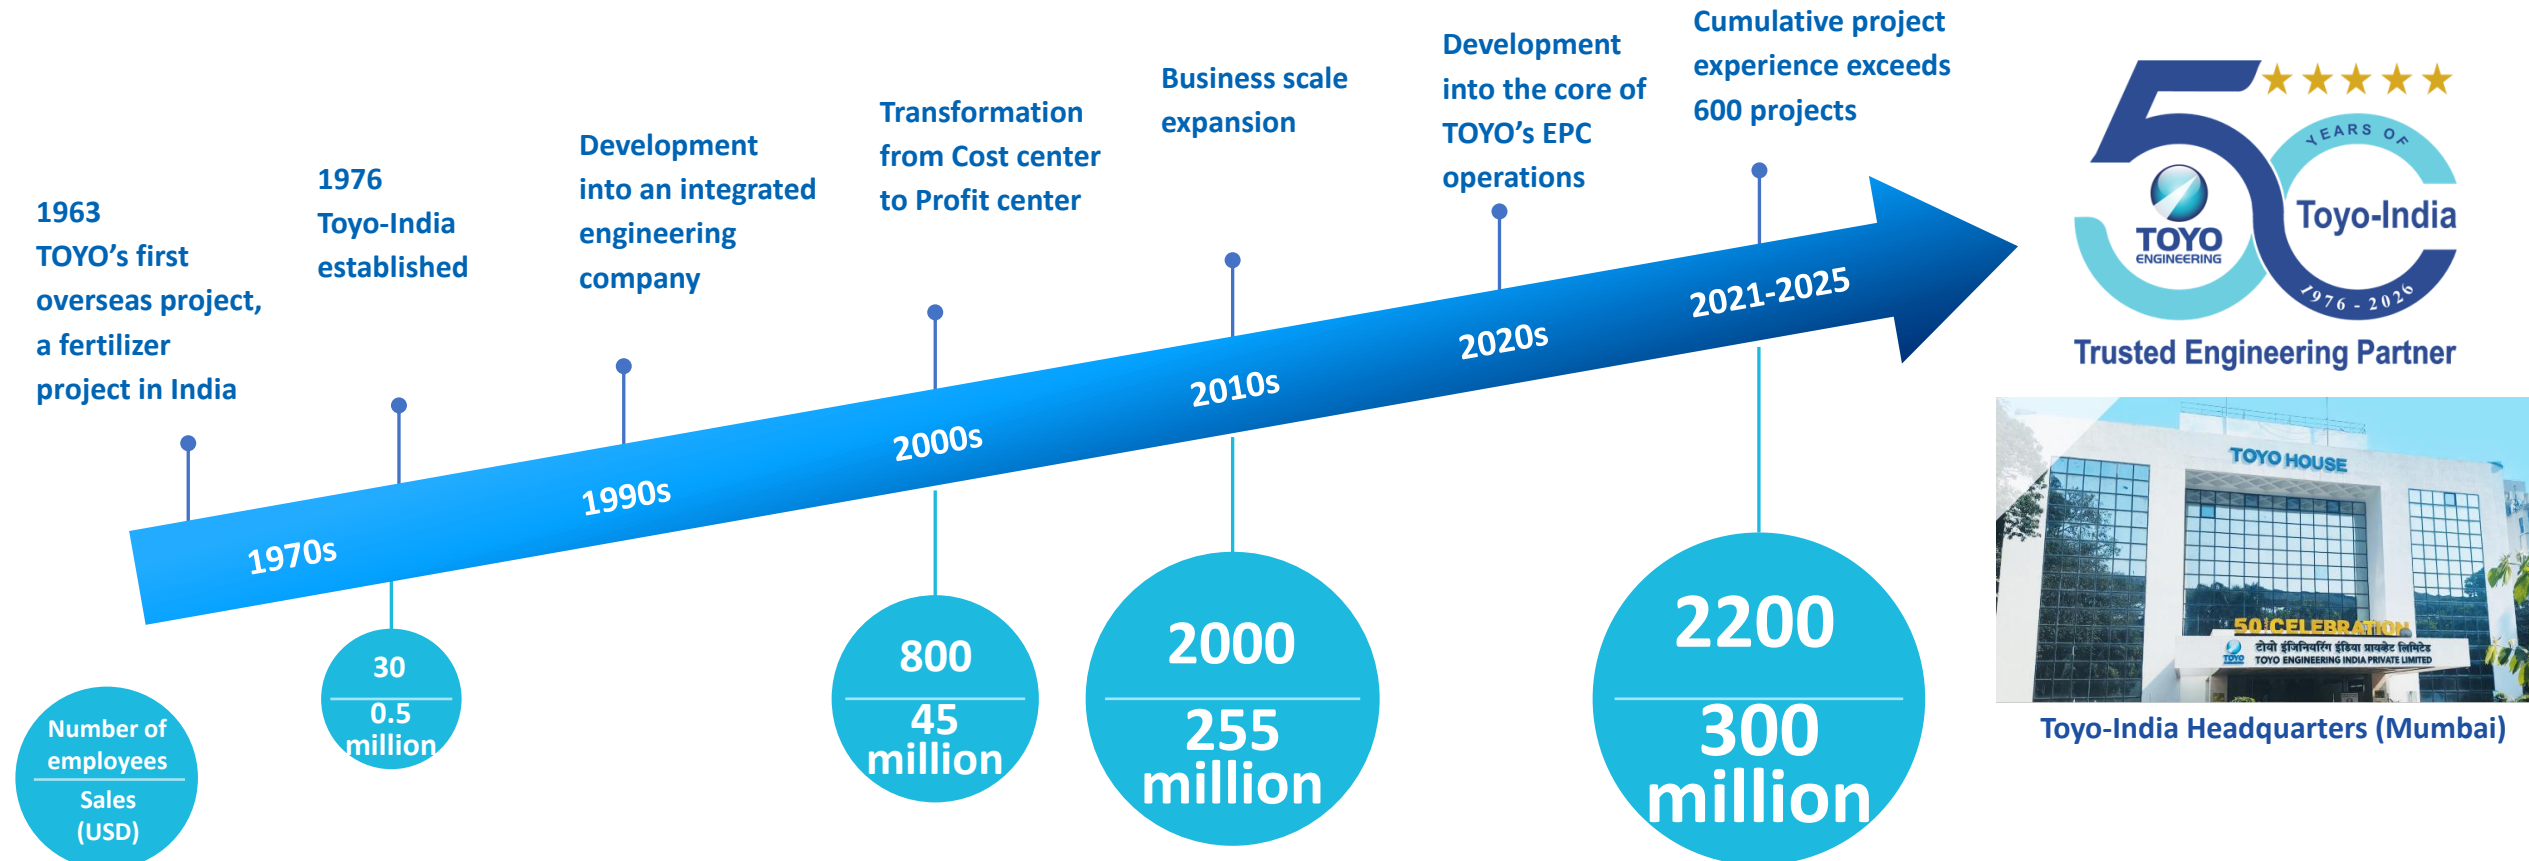 1963
TOYO’s first
overseas project,
a fertilizer
project in India
1976
Toyo-India
established
Development
into an integrated
engineering
company
Transformation
from Cost center
to Profit center
Business scale
expansion
Development
into the core of
TOYO’s EPC
operations
Cumulative project
experience exceeds
600 projects
1970s
1990s
2000s
2010s
2020s
2021-2025
Number of
employees
Sales
(USD)
30
0.5
million
800
45
million
2000
255
million
2200
300
million
50
YEARS OF
TOYO
ENGINEERING
Toyo-India
1976 - 2026
Trusted Engineering Partner
TOYO HOUSE
50 CELEBRATION
टोयो इंजिनियरिंग इंडिया प्रायव्हेट लिमिटेड
TOYO
TOYO ENGINEERING INDIA PRIVATE LIMITED
Toyo-India Headquarters (Mumbai)